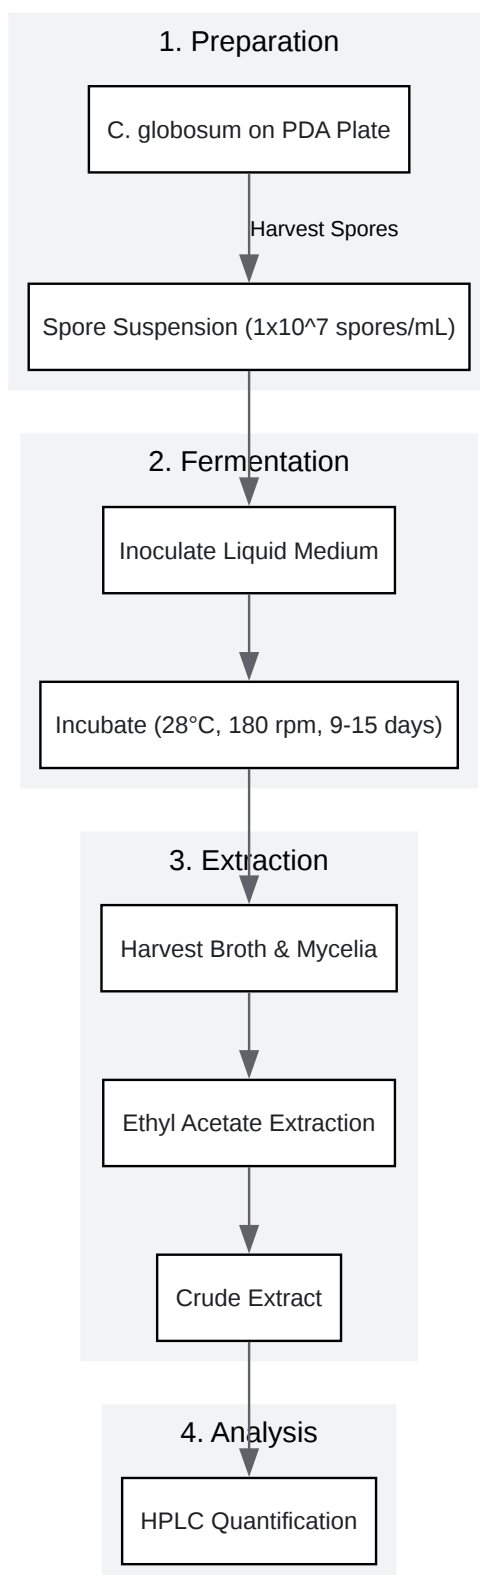 1. Preparation
C. globosum on PDA Plate
Harvest Spores
Spore Suspension (1x10^7 spores/mL)
2. Fermentation
Inoculate Liquid Medium
Incubate (28°C, 180 rpm, 9-15 days)
3. Extraction
Harvest Broth & Mycelia
Ethyl Acetate Extraction
Crude Extract
4. Analysis
HPLC Quantification